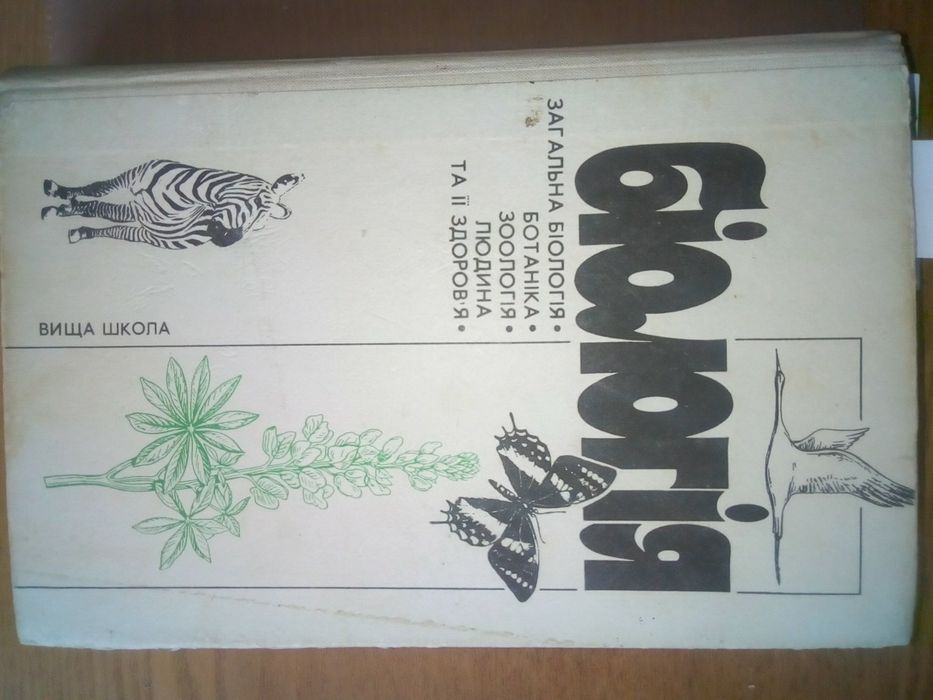 біологія
ЗАГАЛЬНА БІОЛОГІЯ •
БОТАНІКА •
ЗООЛОГІЯ •
ЛЮДИНА
ТА ЇЇ ЗДОРОВ'Я •
ВИЩА ШКОЛА